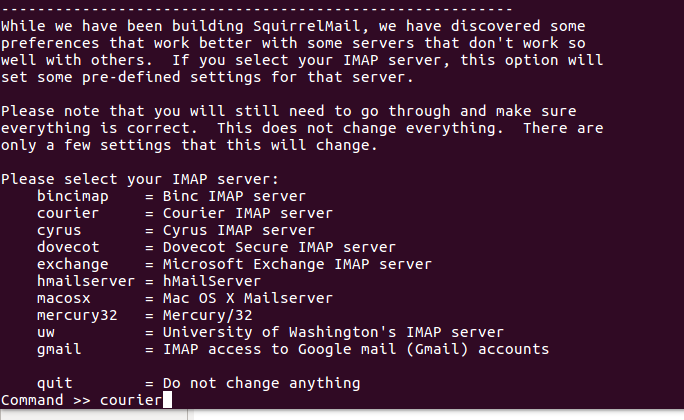 ---------------------------------------------------------
While we have been building SquirrelMail, we have discovered some
preferences that work better with some servers that don't work so
well with others.  If you select your IMAP server, this option will
set some pre-defined settings for that server.

Please note that you will still need to go through and make sure
everything is correct.  This does not change everything.  There are
only a few settings that this will change.

Please select your IMAP server:
    bincimap    = Binc IMAP server
    courier     = Courier IMAP server
    cyrus       = Cyrus IMAP server
    dovecot     = Dovecot Secure IMAP server
    exchange    = Microsoft Exchange IMAP server
    hmailserver = hMailServer
    macosx      = Mac OS X Mailserver
    mercury32   = Mercury/32
    uw          = University of Washington's IMAP server
    gmail       = IMAP access to Google mail (Gmail) accounts

    quit        = Do not change anything
Command >> courier